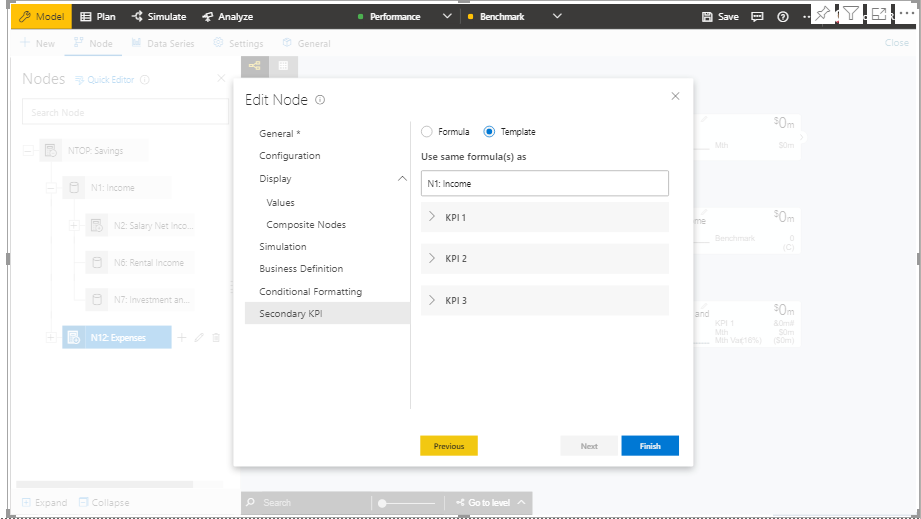 Model Plan Simulate Analyze Performance Benchmark Save
+ New Node Data Series Settings General Close
Nodes Quick Editor
Search Node
NTOP: Savings
N1: Income
N2: Salary Net Inco...
N6: Rental Income
N7: Investment an...
N12: Expenses
Expand Collapse
Edit Node
General *
Configuration
Display
Values
Composite Nodes
Simulation
Business Definition
Conditional Formatting
Secondary KPI
Formula Template
Use same formula(s) as
N1: Income
KPI 1
KPI 2
KPI 3
Previous Next Finish
$0m
Mth $0m
me $0m
Benchmark 0
(C)
and $0m
KPI 1
Mth $0m
($0m)
Search Go to level